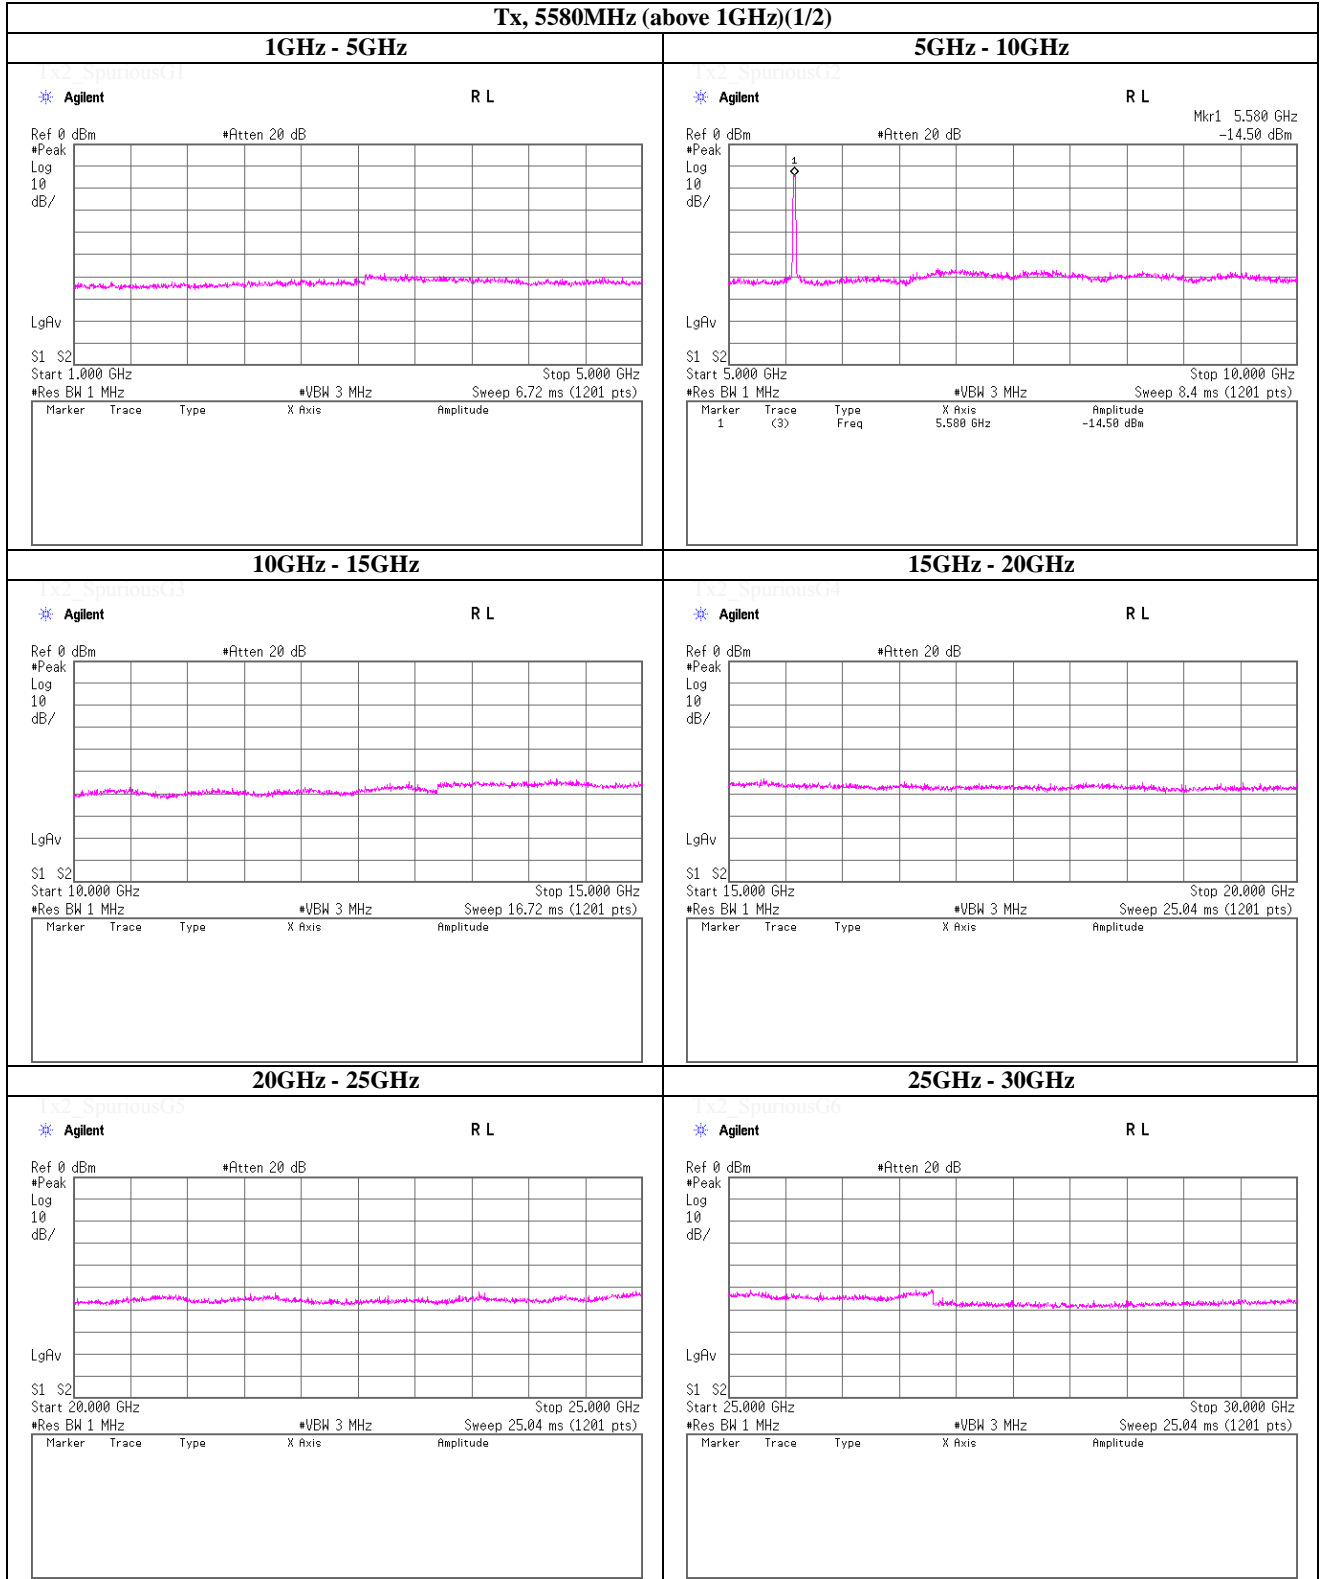 Tx, 5580MHz (above 1GHz)(1/2)
1GHz - 5GHz
Tx2_SpuriousG1
Agilent R L
Ref 0 dBm #Atten 20 dB
#Peak
Log
10
dB/
LgAv
S1 S2
Start 1.000 GHz Stop 5.000 GHz
#Res BW 1 MHz #VBW 3 MHz Sweep 6.72 ms (1201 pts)
Marker Trace Type X Axis Amplitude
5GHz - 10GHz
Tx2_SpuriousG2
Agilent R L
Mkr1 5.580 GHz
Ref 0 dBm #Atten 20 dB -14.50 dBm
#Peak
Log
10
dB/
1
LgAv
S1 S2
Start 5.000 GHz Stop 10.000 GHz
#Res BW 1 MHz #VBW 3 MHz Sweep 8.4 ms (1201 pts)
Marker Trace Type X Axis Amplitude
1 (3) Freq 5.580 GHz -14.50 dBm
10GHz - 15GHz
Tx2_SpuriousG3
Agilent R L
Ref 0 dBm #Atten 20 dB
#Peak
Log
10
dB/
LgAv
S1 S2
Start 10.000 GHz Stop 15.000 GHz
#Res BW 1 MHz #VBW 3 MHz Sweep 16.72 ms (1201 pts)
Marker Trace Type X Axis Amplitude
15GHz - 20GHz
Tx2_SpuriousG4
Agilent R L
Ref 0 dBm #Atten 20 dB
#Peak
Log
10
dB/
LgAv
S1 S2
Start 15.000 GHz Stop 20.000 GHz
#Res BW 1 MHz #VBW 3 MHz Sweep 25.04 ms (1201 pts)
Marker Trace Type X Axis Amplitude
20GHz - 25GHz
Tx2_SpuriousG5
Agilent R L
Ref 0 dBm #Atten 20 dB
#Peak
Log
10
dB/
LgAv
S1 S2
Start 20.000 GHz Stop 25.000 GHz
#Res BW 1 MHz #VBW 3 MHz Sweep 25.04 ms (1201 pts)
Marker Trace Type X Axis Amplitude
25GHz - 30GHz
Tx2_SpuriousG6
Agilent R L
Ref 0 dBm #Atten 20 dB
#Peak
Log
10
dB/
LgAv
S1 S2
Start 25.000 GHz Stop 30.000 GHz
#Res BW 1 MHz #VBW 3 MHz Sweep 25.04 ms (1201 pts)
Marker Trace Type X Axis Amplitude